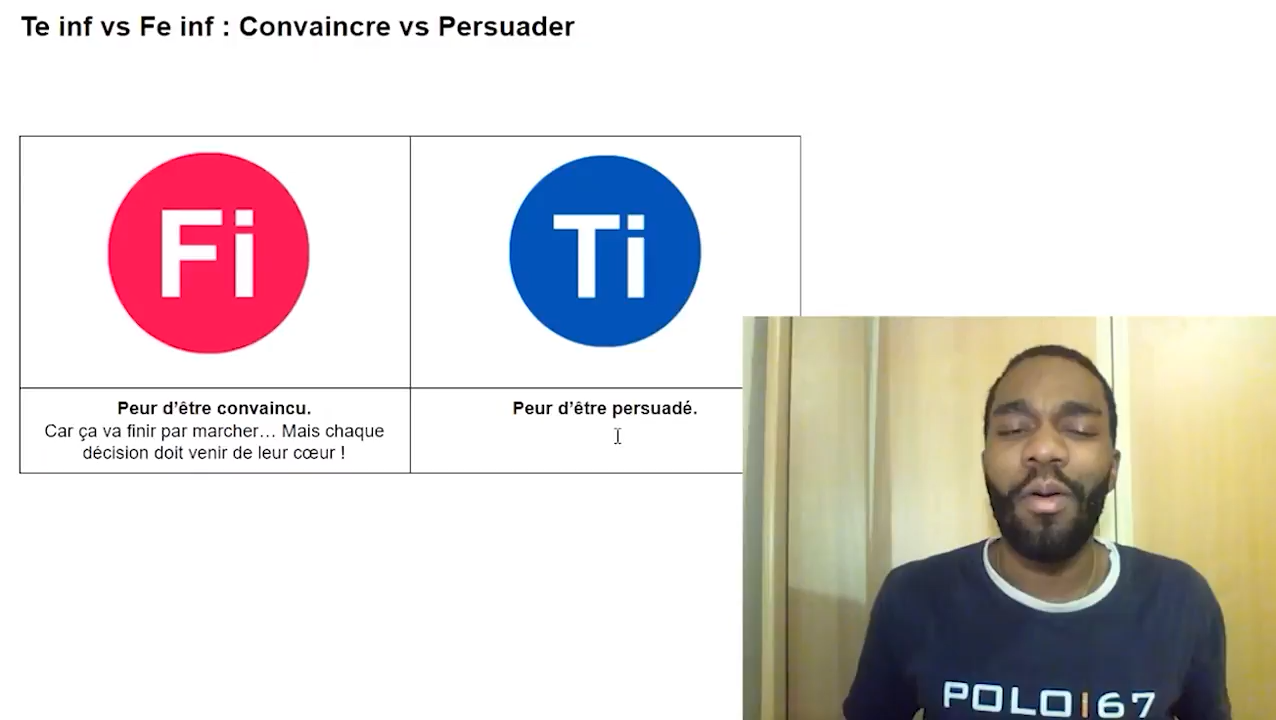 Te inf vs Fe inf : Convaincre vs Persuader
Fi
Ti
Peur d’être convaincu.
Car ça va finir par marcher… Mais chaque
décision doit venir de leur cœur !
Peur d’être persuadé.
POLO|67